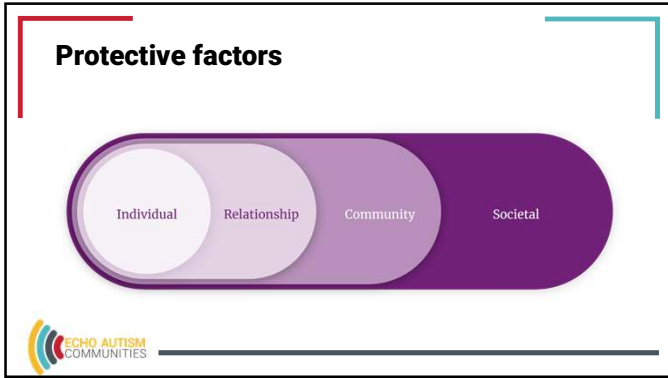 Protective factors
Individual
Relationship
Community
Societal
ECHO AUTISM
COMMUNITIES